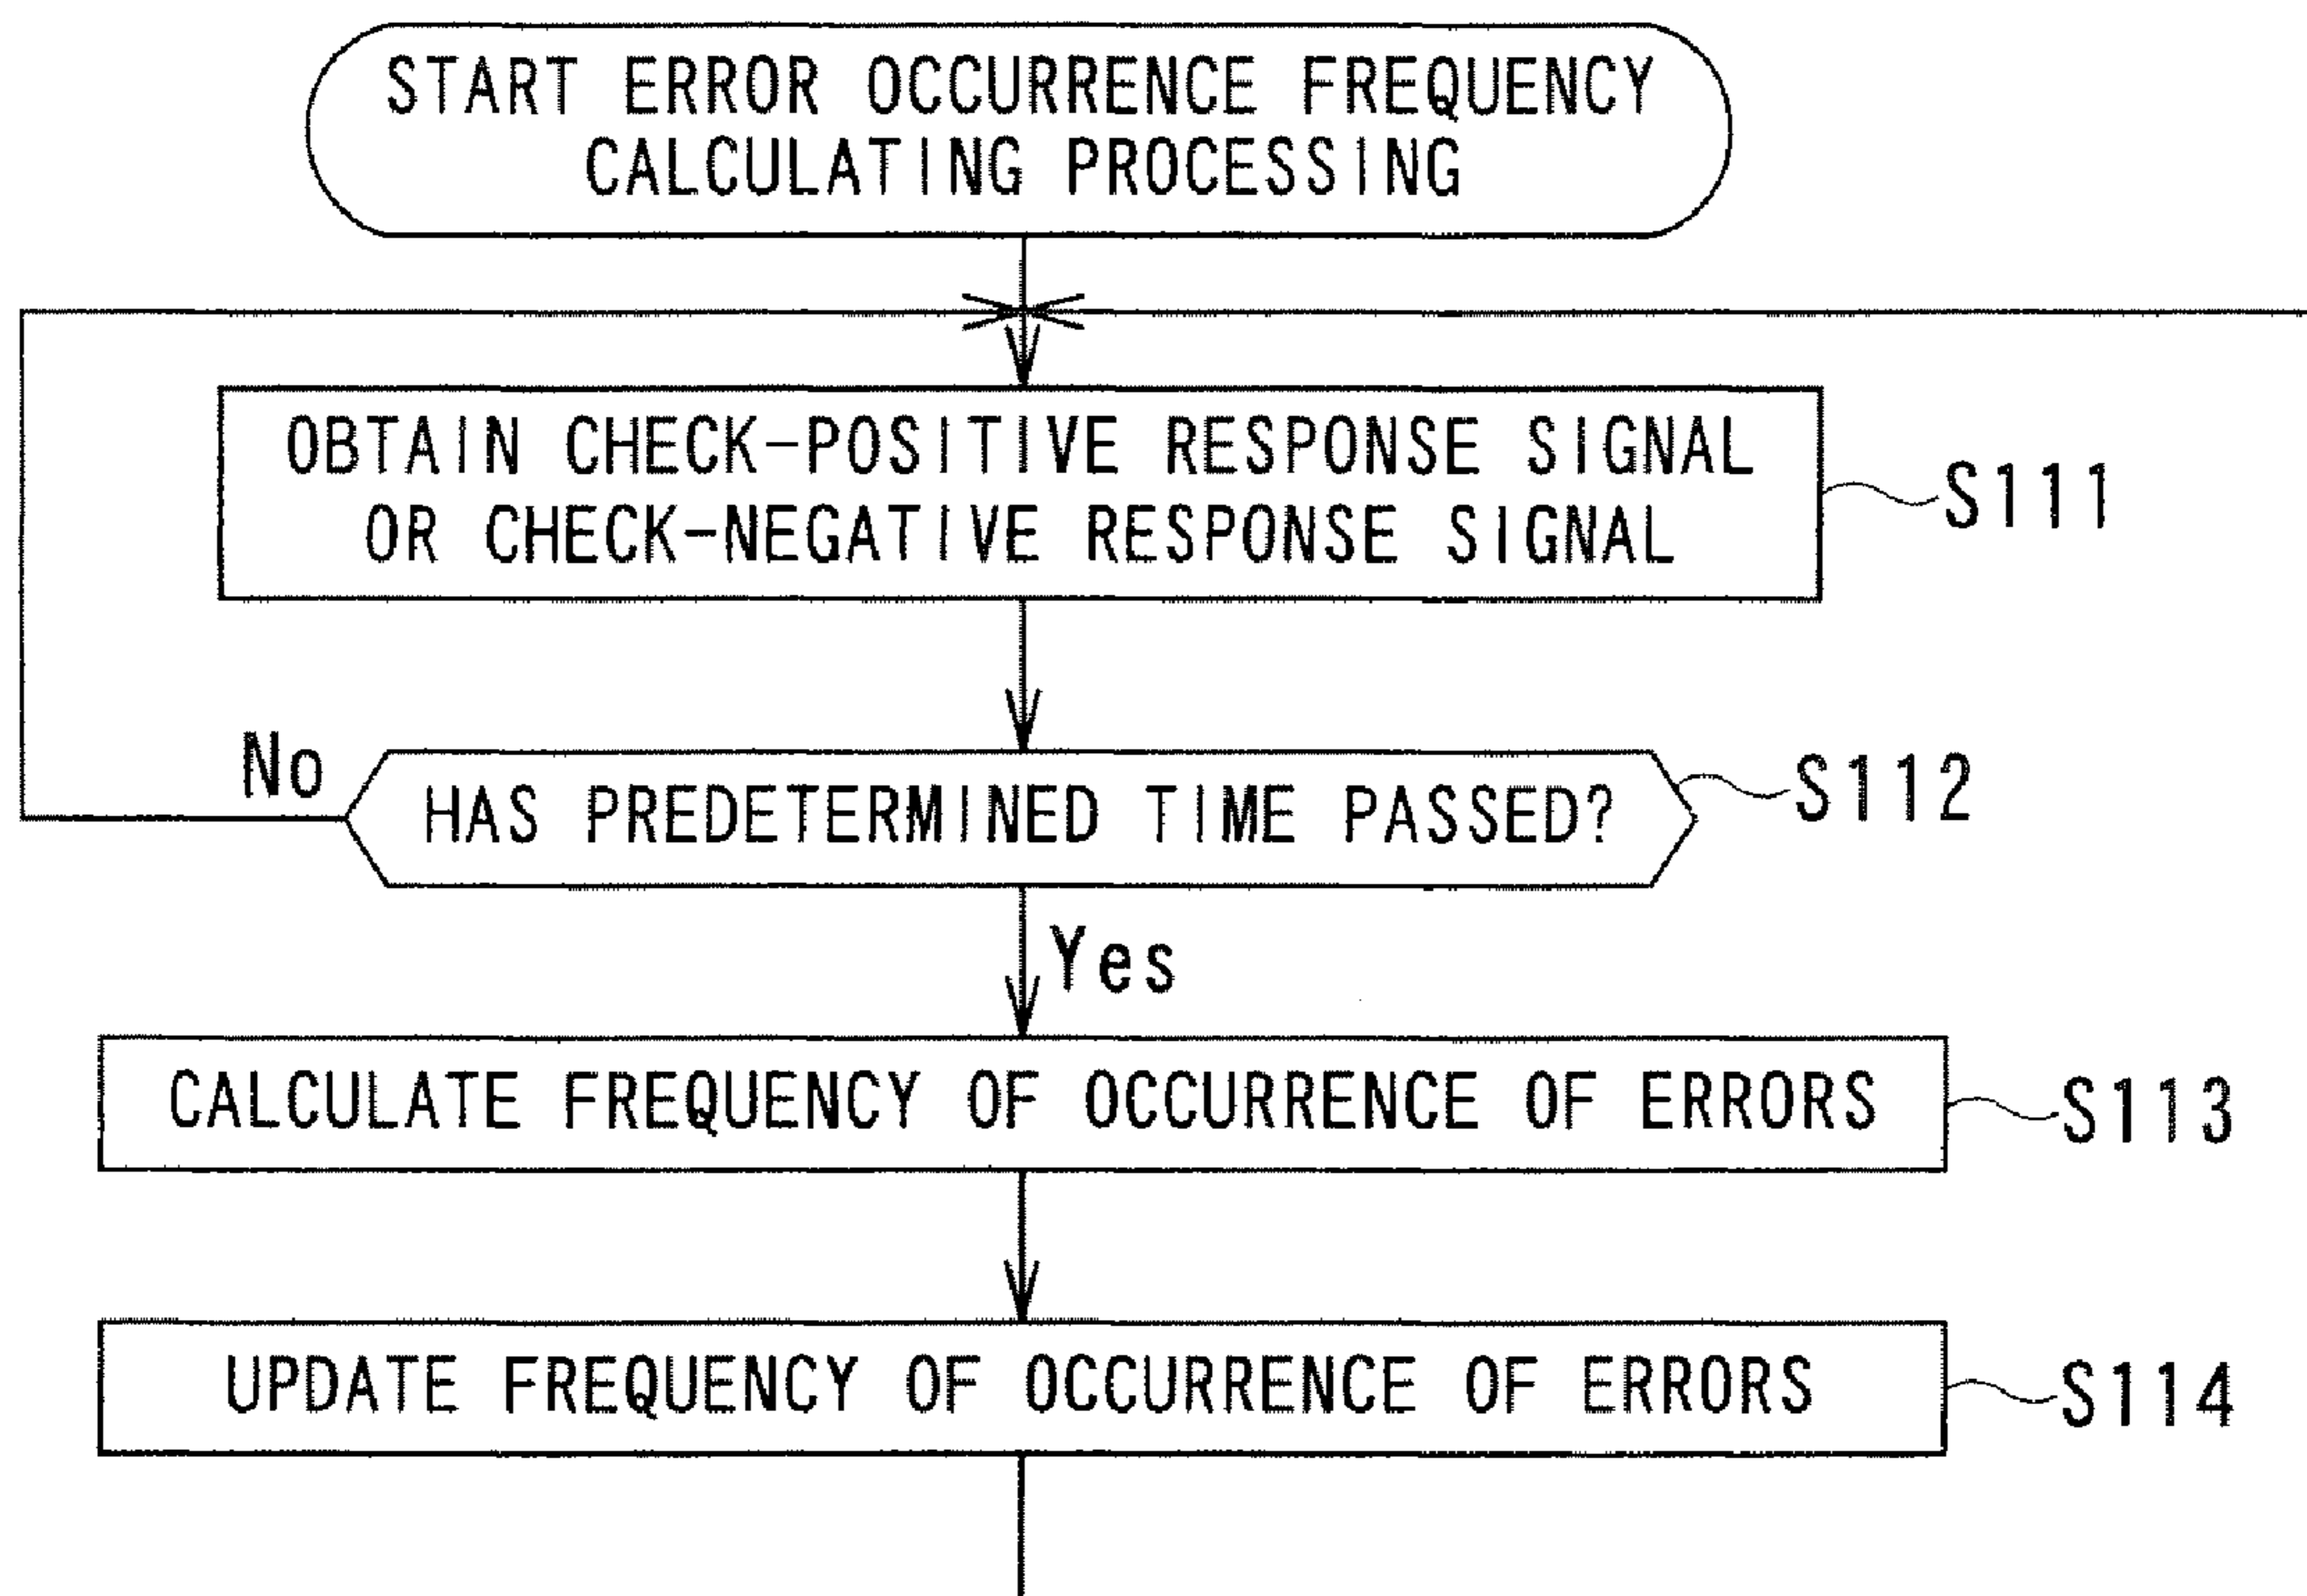 START ERROR OCCURRENCE FREQUENCY
CALCULATING PROCESSING
OBTAIN CHECK-POSITIVE RESPONSE SIGNAL
OR CHECK-NEGATIVE RESPONSE SIGNAL
S111
No
HAS PREDETERMINED TIME PASSED?
S112
Yes
CALCULATE FREQUENCY OF OCCURRENCE OF ERRORS
S113
UPDATE FREQUENCY OF OCCURRENCE OF ERRORS
S114